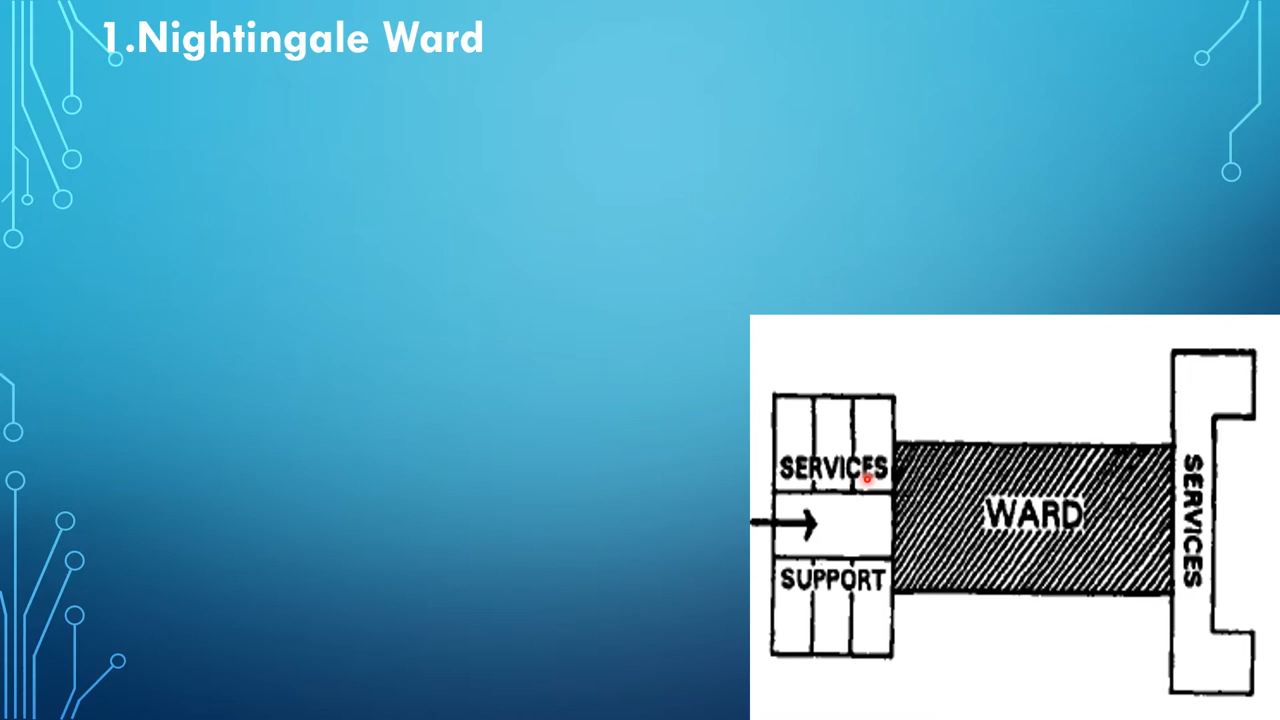 1.Nightingale Ward
SERVICES
WARD
SUPPORT
SERVICES